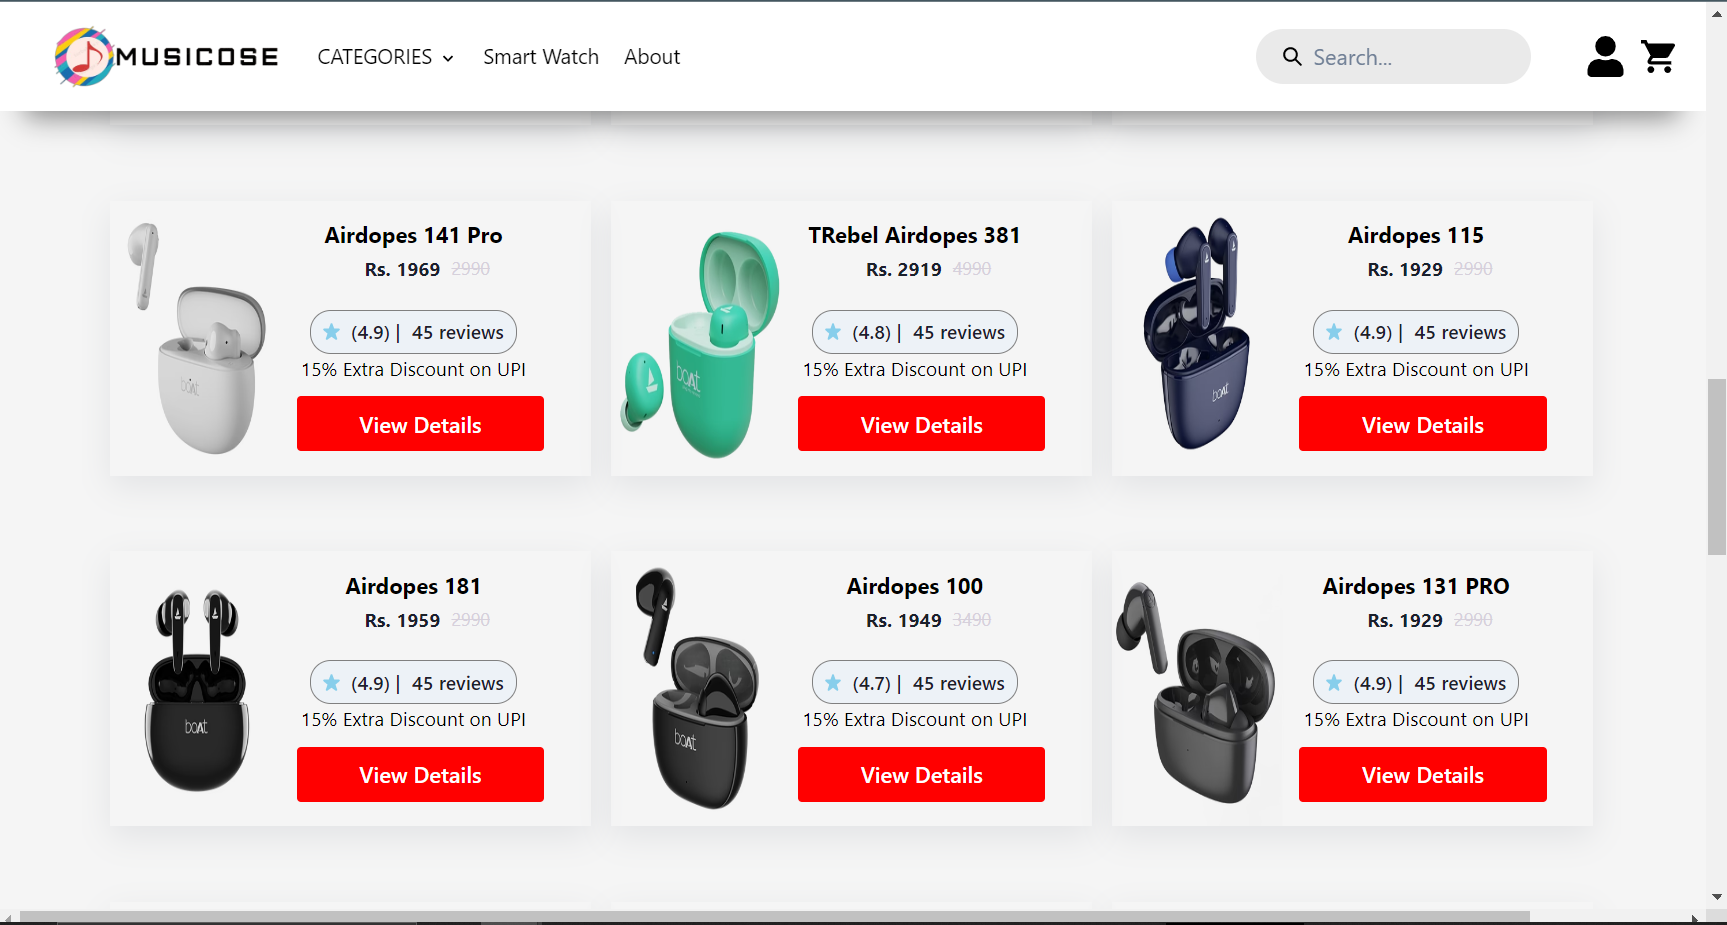 MUSICOSE CATEGORIES Smart Watch About Search...
Airdopes 141 Pro
Rs. 1969 2990
(4.9) | 45 reviews
15% Extra Discount on UPI
View Details
boAt
TRebel Airdopes 381
Rs. 2919 4990
(4.8) | 45 reviews
15% Extra Discount on UPI
View Details
boAt
Airdopes 115
Rs. 1929 2990
(4.9) | 45 reviews
15% Extra Discount on UPI
View Details
boAt
Airdopes 181
Rs. 1959 2990
(4.9) | 45 reviews
15% Extra Discount on UPI
View Details
boAt
Airdopes 100
Rs. 1949 3490
(4.7) | 45 reviews
15% Extra Discount on UPI
View Details
boAt
Airdopes 131 PRO
Rs. 1929 2990
(4.9) | 45 reviews
15% Extra Discount on UPI
View Details